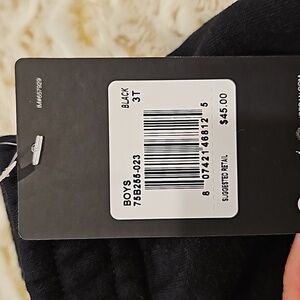 BOYS
75B255-023
BLACK
3T
8 07421 46812 5
SUGGESTED RETAIL
$45.00